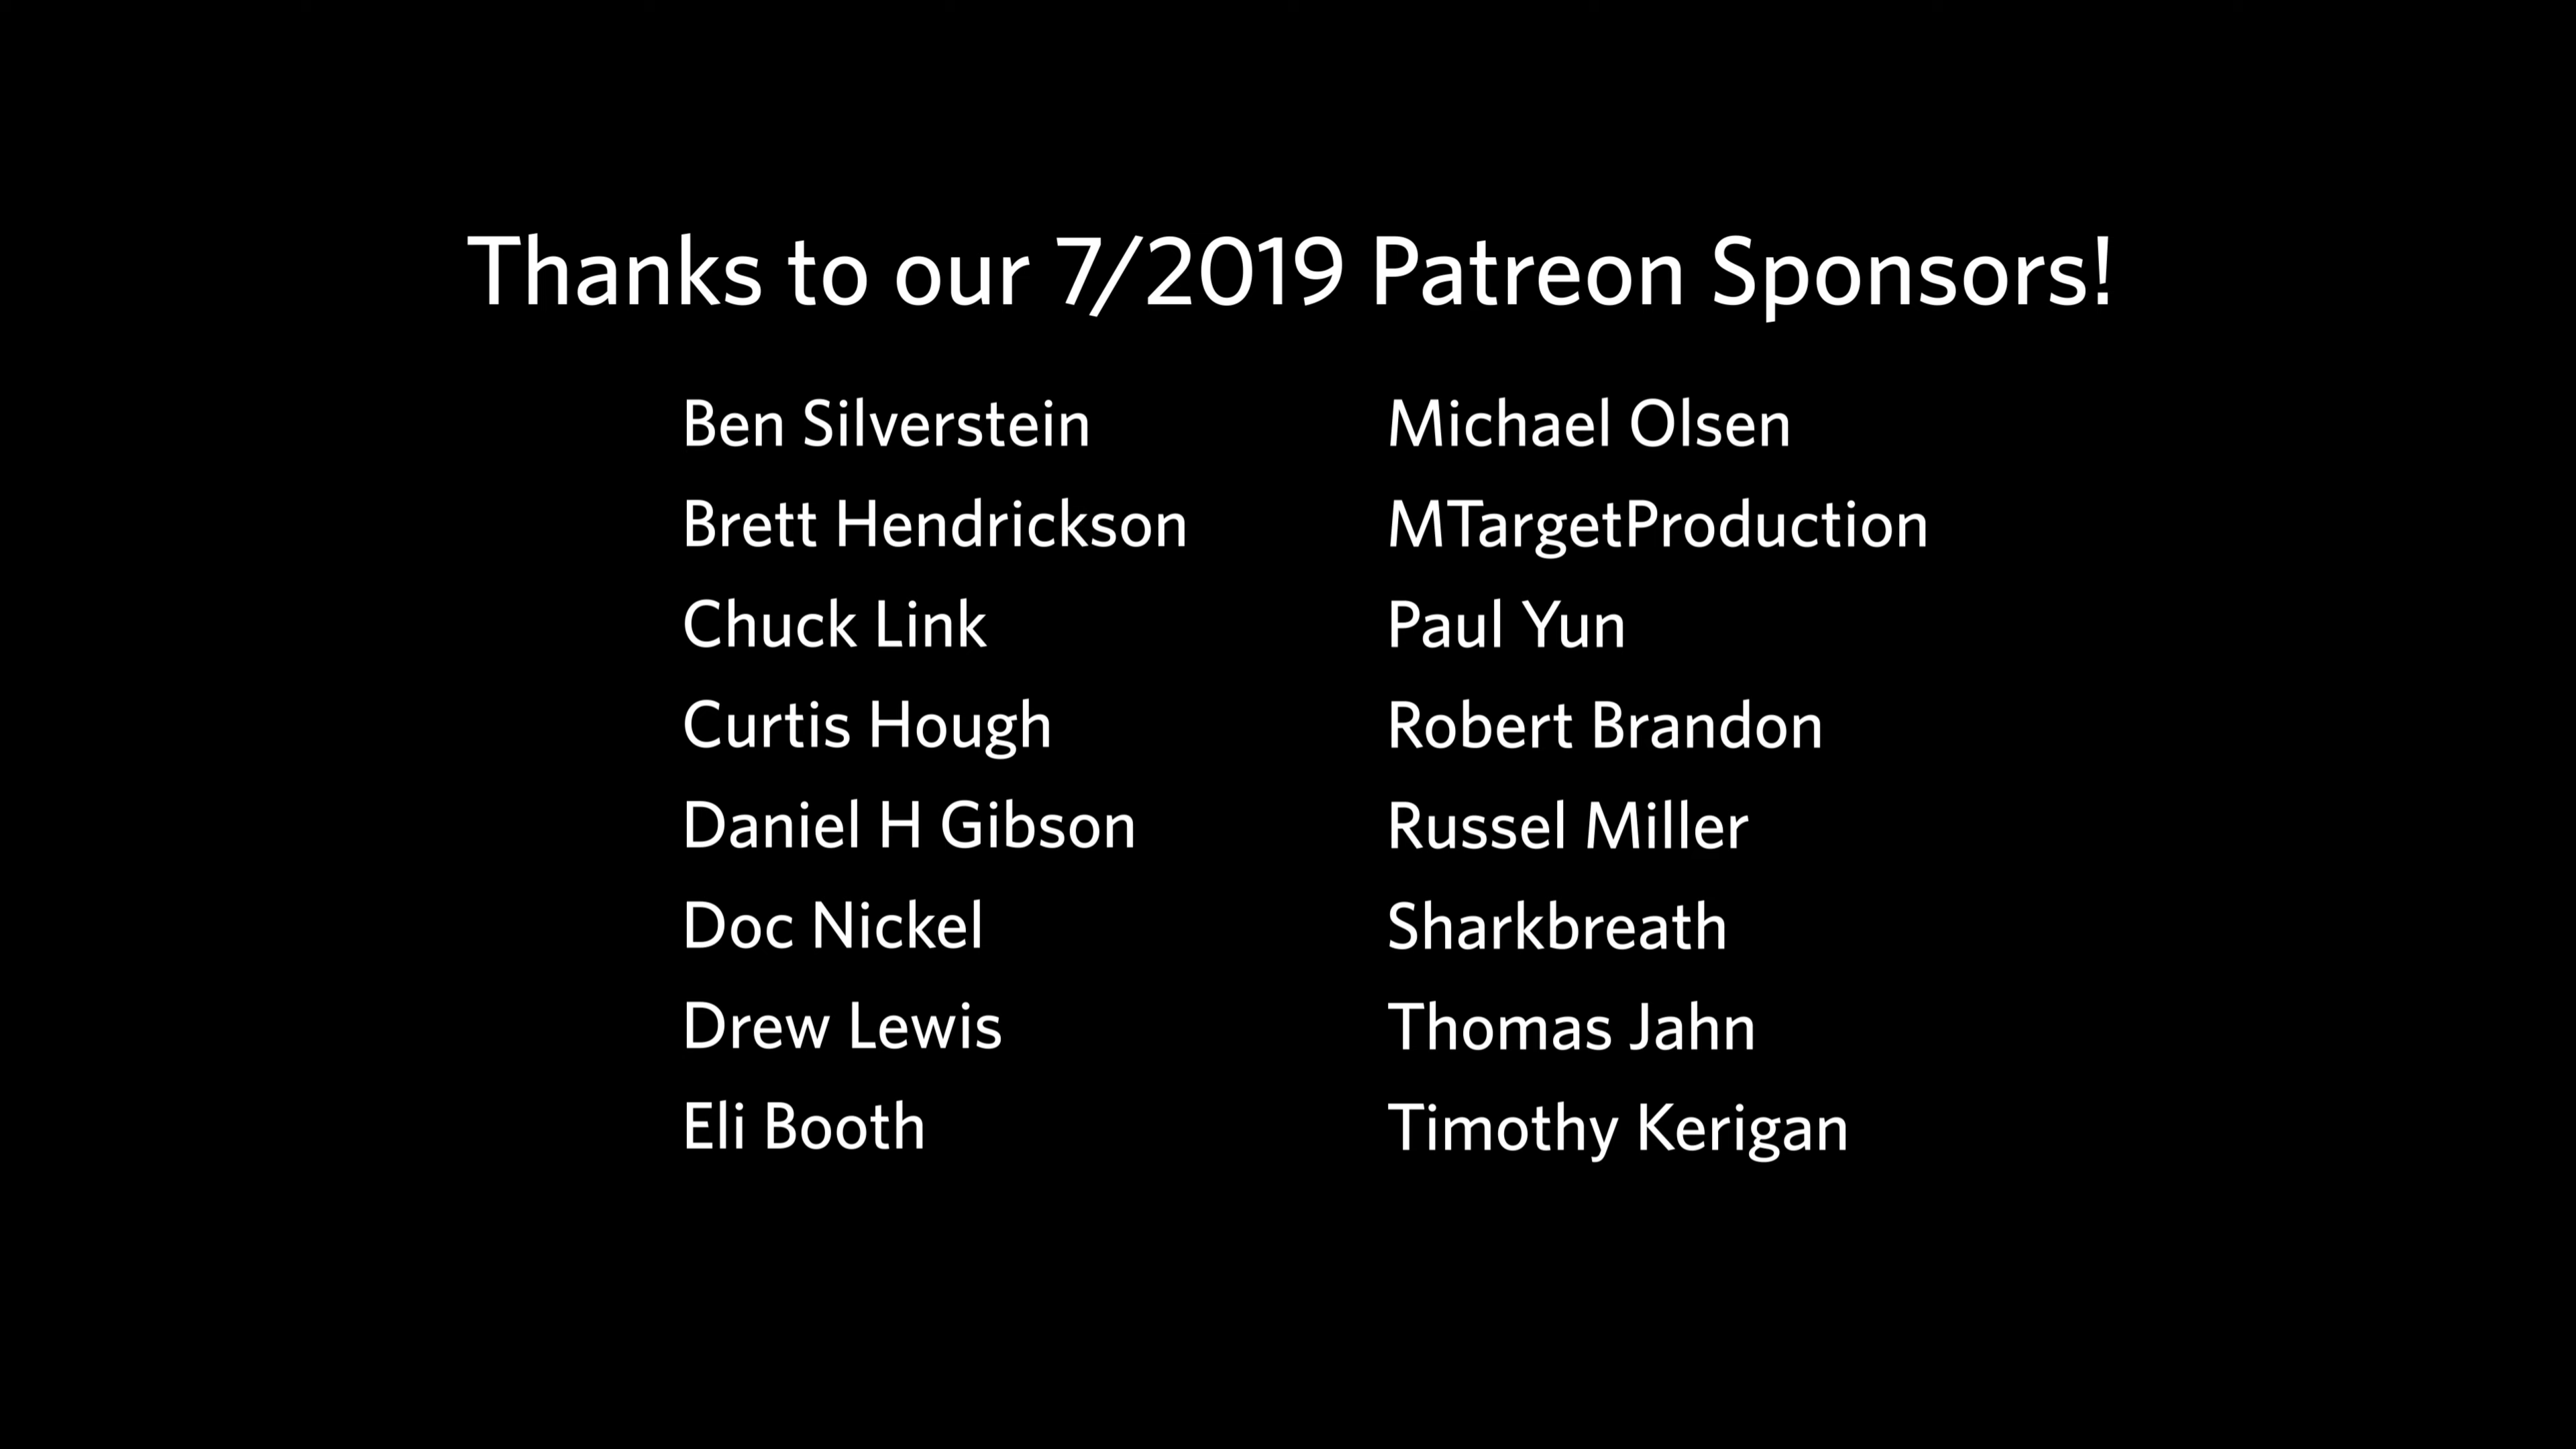 Thanks to our 7/2019 Patreon Sponsors!
Ben Silverstein
Brett Hendrickson
Chuck Link
Curtis Hough
Daniel H Gibson
Doc Nickel
Drew Lewis
Eli Booth
Michael Olsen
MTargetProduction
Paul Yun
Robert Brandon
Russel Miller
Sharkbreath
Thomas Jahn
Timothy Kerigan